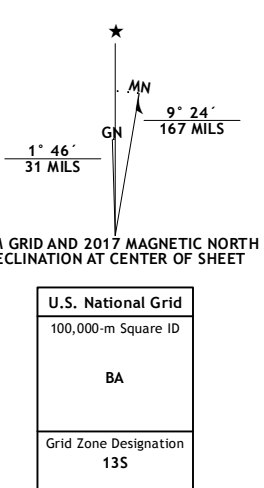 ★
MN
GN
9° 24´
167 MILS
1° 46´
31 MILS
GRID AND 2017 MAGNETIC NORTH
AT CENTER OF SHEET
U.S. National Grid
100,000-m Square ID
BA
Grid Zone Designation
13S